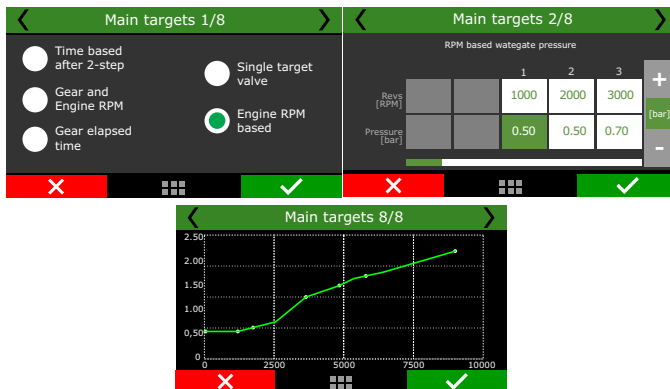 Main targets 1/8
Time based
after 2-step
Gear and
Engine RPM
Gear elapsed
time
Single target
valve
Engine RPM
based
Main targets 2/8
RPM based wategate pressure
1 2 3
Revs
[RPM]
1000 2000 3000
Pressure
[bar]
0.50 0.50 0.70
+
[bar]
-
Main targets 8/8
2.50
2.00
1.50
1.00
0,50
0
0 2500 5000 7500 10000